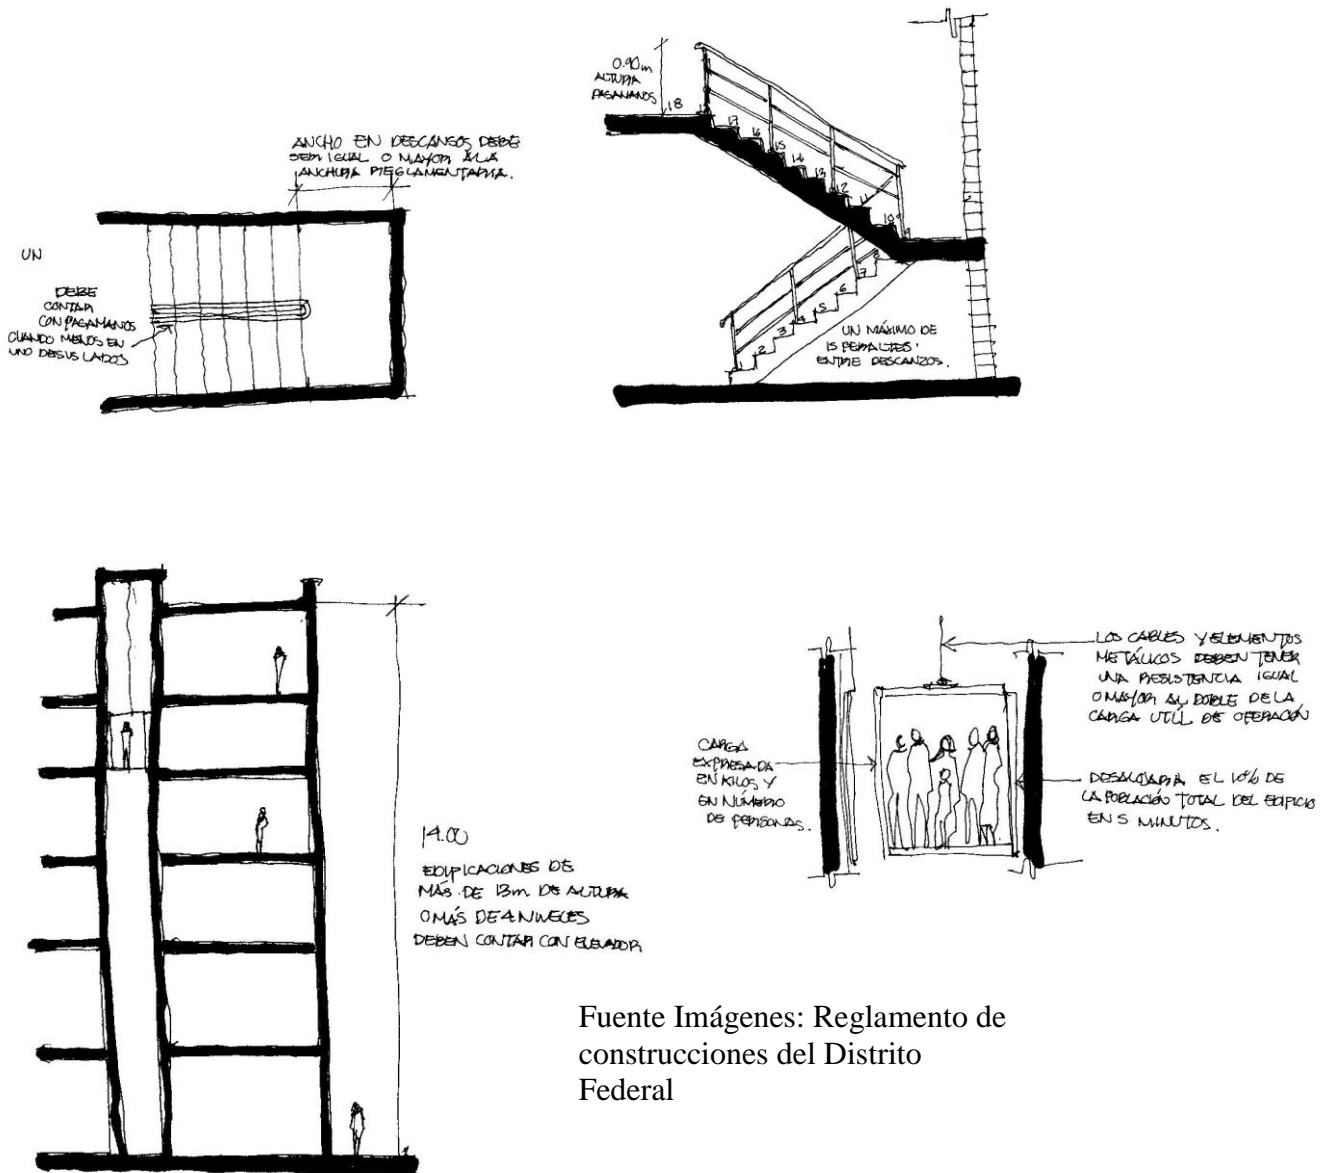 ANCHO EN DESCANSOS DEBE
SER IGUAL O MAYOR A LA
ANCHURA REGLAMENTARIA.
UN
DEBE
CONTAR
CON PASAMANOS
CUANDO MENOS EN
UNO DE SUS LADOS
0.90m
ALTURA
PASAMANOS
18
17
16
15
14
13
12
11
10
9
8
7
6
5
4
3
2
1
UN MÁXIMO DE
15 PERALTES
ENTRE DESCANZOS.
14.00
EDIFICACIONES DE
MÁS DE 13m DE ALTURA
O MÁS DE 4 NIVELES
DEBEN CONTAR CON ELEVADOR
CARGA
EXPRESADA
EN KILOS Y
EN NÚMERO
DE PERSONAS.
LOS CABLES Y ELEMENTOS
METÁLICOS DEBEN TENER
UNA RESISTENCIA IGUAL
O MAYOR AL DOBLE DE LA
CARGA UTIL DE OPERACIÓN
DESALOJARA EL 10% DE
LA POBLACIÓN TOTAL DEL EDIFICIO
EN 5 MINUTOS.
Fuente Imágenes: Reglamento de
construcciones del Distrito
Federal